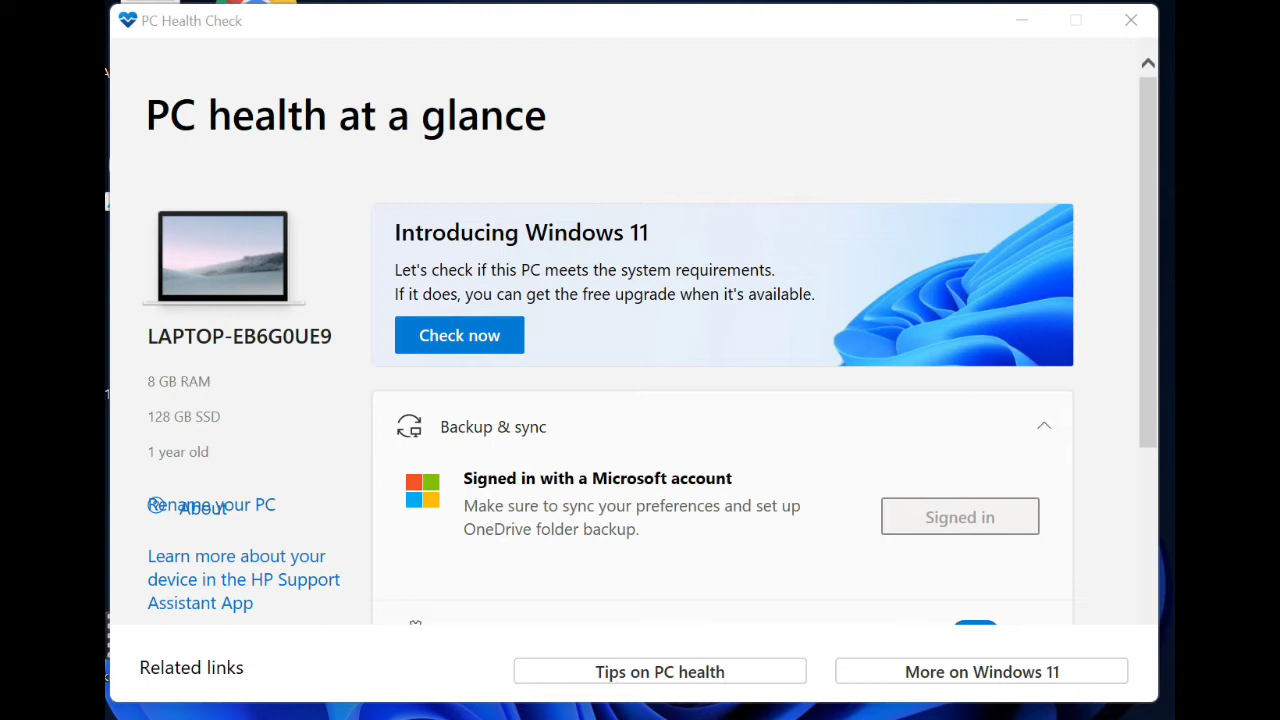 PC Health Check
PC health at a glance
Introducing Windows 11
Let's check if this PC meets the system requirements.
If it does, you can get the free upgrade when it's available.
Check now
LAPTOP-EB6G0UE9
8 GB RAM
128 GB SSD
1 year old
Rename your PC
About
Learn more about your
device in the HP Support
Assistant App
Backup & sync
Signed in with a Microsoft account
Make sure to sync your preferences and set up
OneDrive folder backup.
Signed in
Related links
Tips on PC health
More on Windows 11